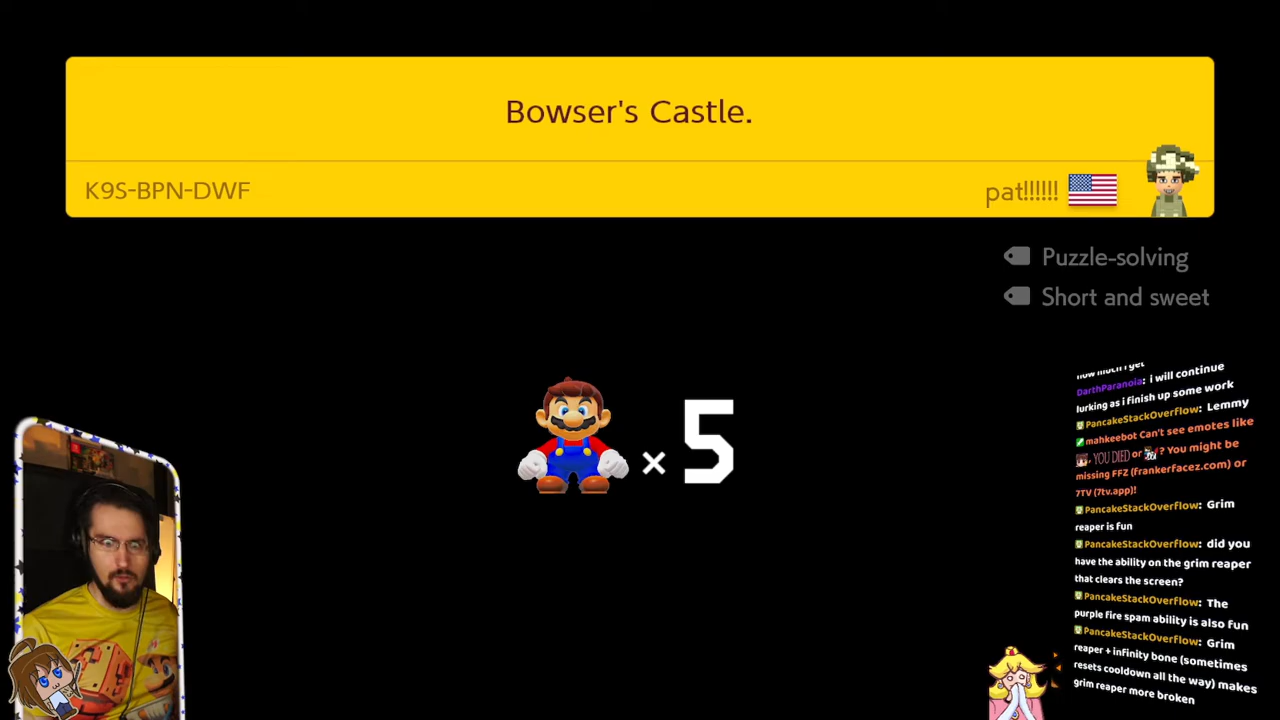 Bowser's Castle.
K9S-BPN-DWF
pat!!!!!!
Puzzle-solving
Short and sweet
× 5
how much i get
DarthParanoia: i will continue
lurking as i finish up some work
PancakeStackOverflow: Lemmy
mahkeebot Can't see emotes like
, YOU DIED or ? You might be
missing FFZ (frankerfacez.com) or
7TV (7tv.app)!
PancakeStackOverflow: Grim
reaper is fun
PancakeStackOverflow: did you
have the ability on the grim reaper
that clears the screen?
PancakeStackOverflow: The
purple fire spam ability is also fun
PancakeStackOverflow: Grim
reaper + infinity bone (sometimes
resets cooldown all the way) makes
grim reaper more broken